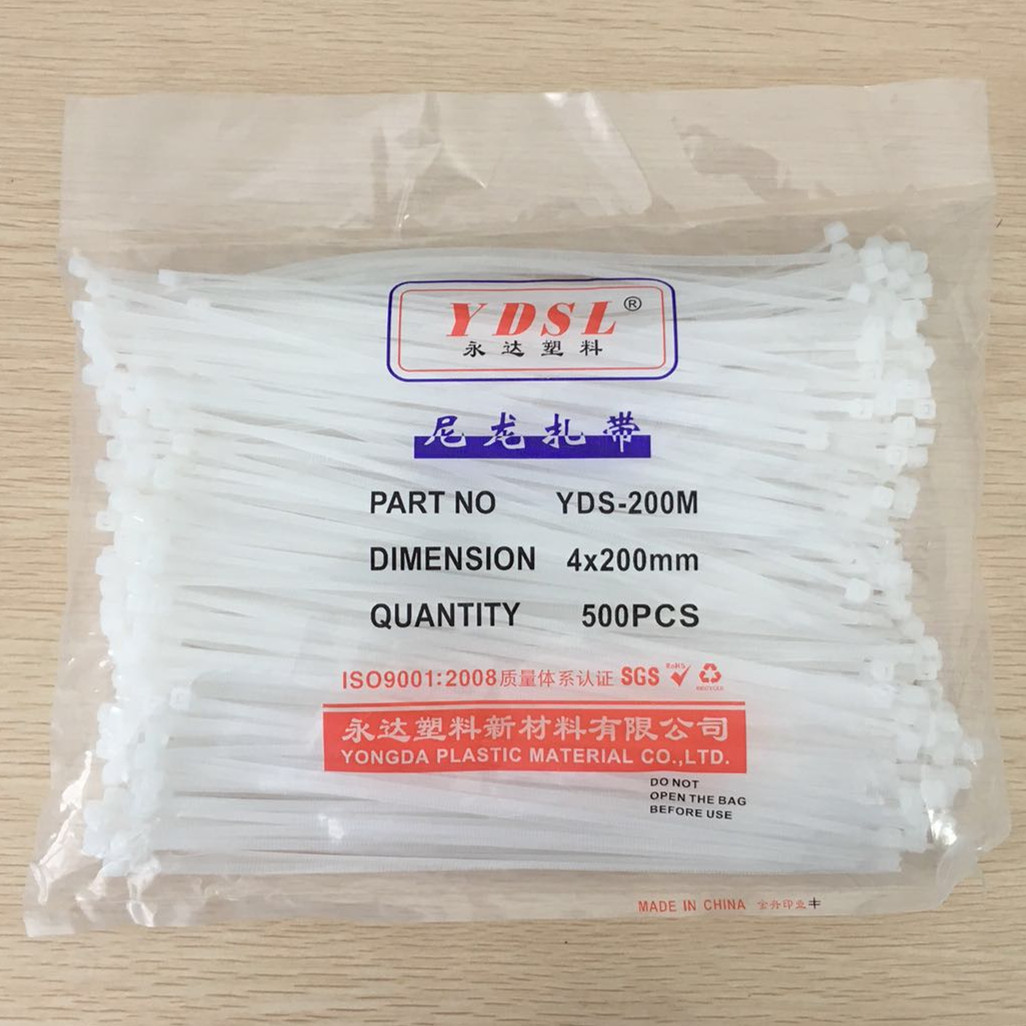 YDSL®
永达塑料
尼龙扎带
PART NO YDS-200M
DIMENSION 4x200mm
QUANTITY 500PCS
ISO9001:2008质量体系认证 SGS RoHS
永达塑料新材料有限公司
YONGDA PLASTIC MATERIAL CO.,LTD.
DO NOT
OPEN THE BAG
BEFORE USE
MADE IN CHINA